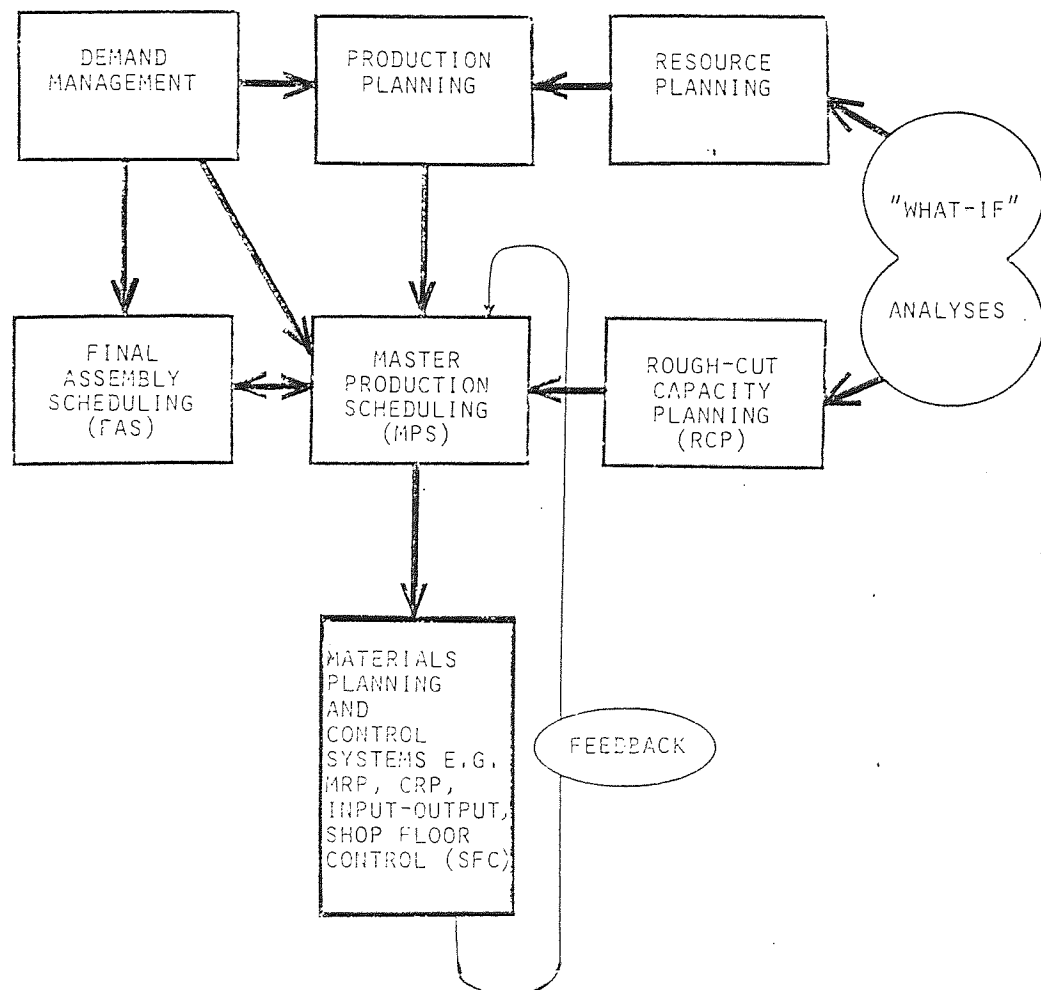 DEMAND
MANAGEMENT
PRODUCTION
PLANNING
RESOURCE
PLANNING
"WHAT-IF"
ANALYSES
FINAL
ASSEMBLY
SCHEDULING
(FAS)
MASTER
PRODUCTION
SCHEDULING
(MPS)
ROUGH-CUT
CAPACITY
PLANNING
(RCP)
MATERIALS
PLANNING
AND
CONTROL
SYSTEMS E.G.
MRP, CRP,
INPUT-OUTPUT,
SHOP FLOOR
CONTROL (SFC)
FEEDBACK